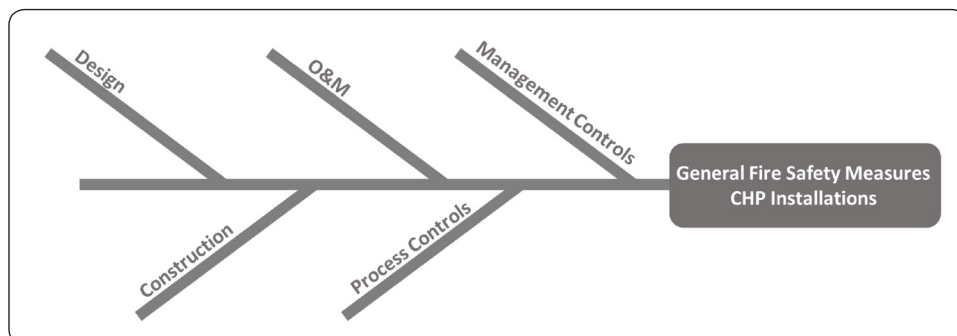 Design
O&M
Management Controls
General Fire Safety Measures
CHP Installations
Construction
Process Controls